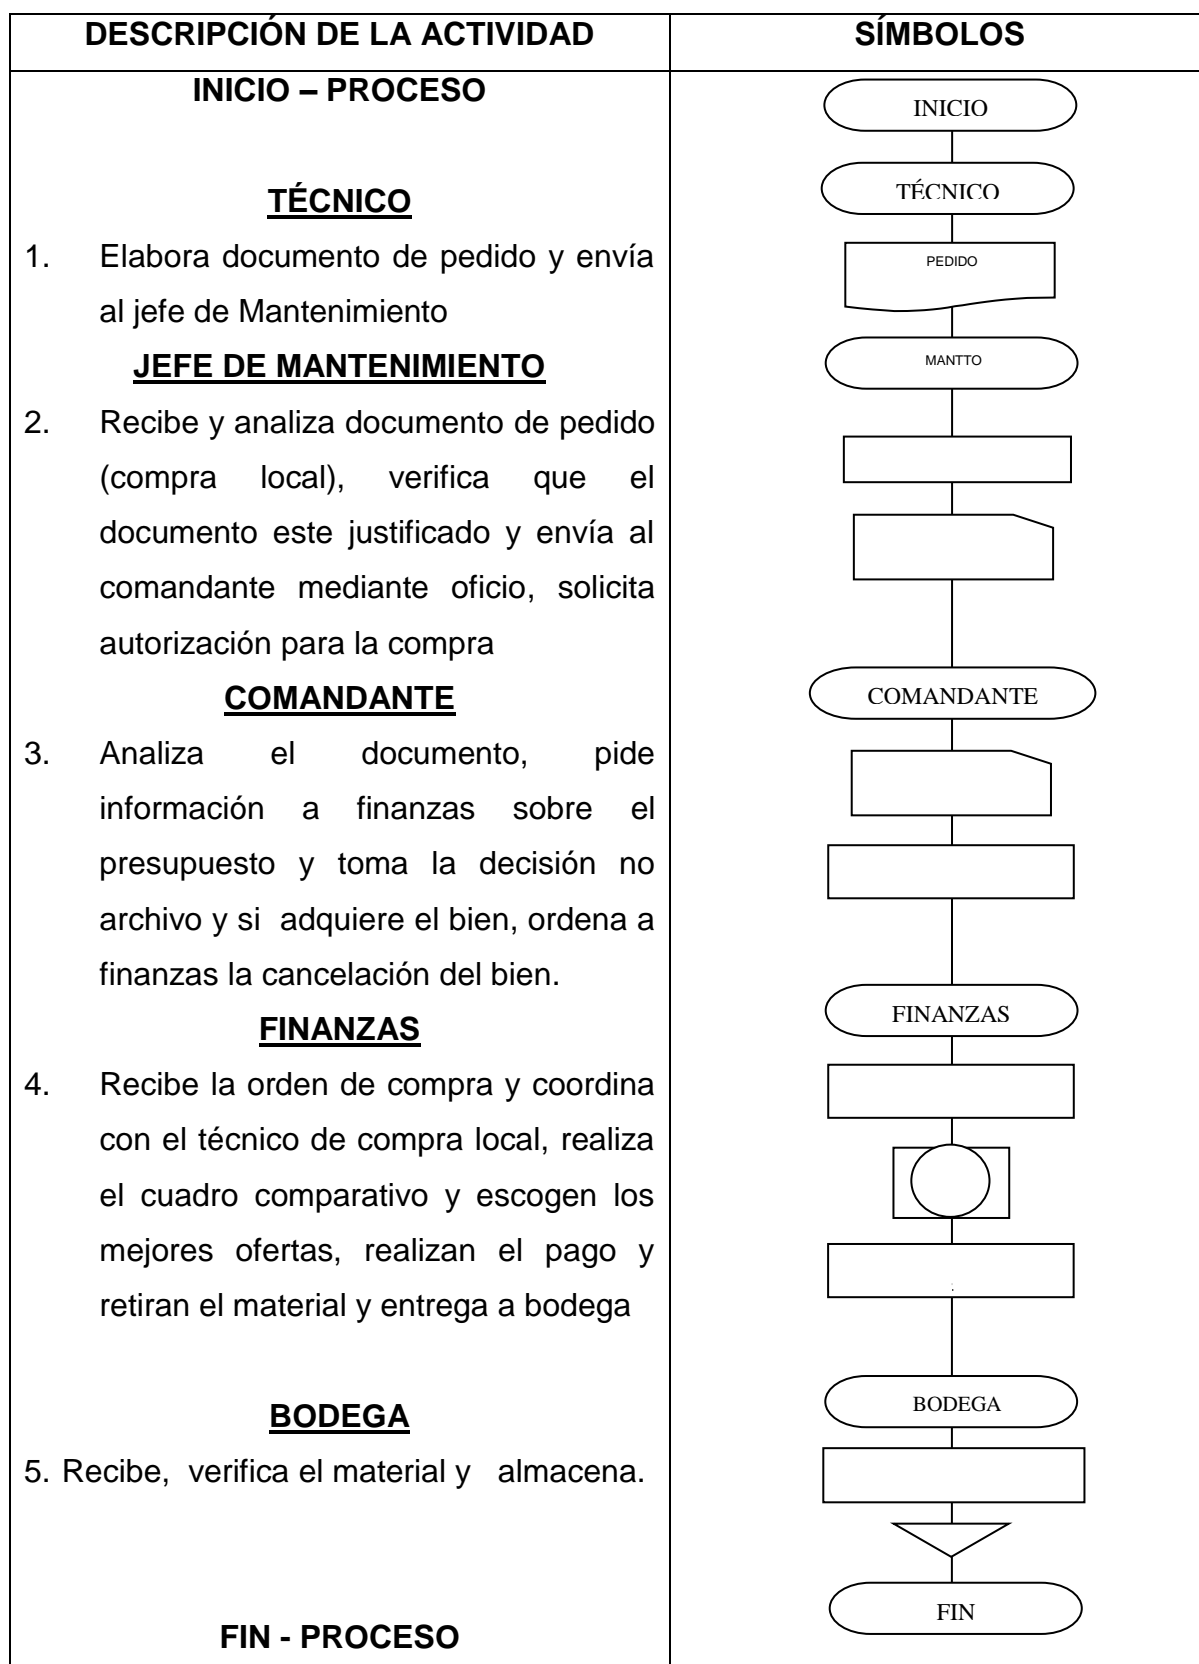 DESCRIPCIÓN DE LA ACTIVIDAD
SÍMBOLOS
INICIO – PROCESO
TÉCNICO
1. Elabora documento de pedido y envía
al jefe de Mantenimiento
JEFE DE MANTENIMIENTO
2. Recibe y analiza documento de pedido
(compra local), verifica que el
documento este justificado y envía al
comandante mediante oficio, solicita
autorización para la compra
COMANDANTE
3. Analiza el documento, pide
información a finanzas sobre el
presupuesto y toma la decisión no
archivo y si adquiere el bien, ordena a
finanzas la cancelación del bien.
FINANZAS
4. Recibe la orden de compra y coordina
con el técnico de compra local, realiza
el cuadro comparativo y escogen los
mejores ofertas, realizan el pago y
retiran el material y entrega a bodega
BODEGA
5. Recibe, verifica el material y almacena.
FIN - PROCESO
INICIO
TÉCNICO
PEDIDO
MANTTO
COMANDANTE
FINANZAS
BODEGA
FIN